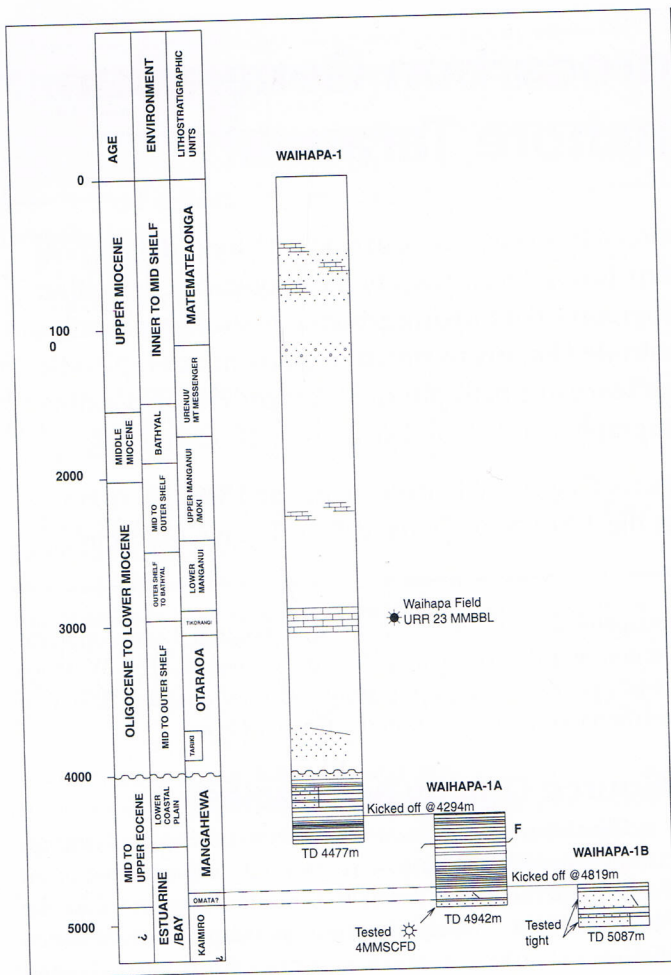 AGE
ENVIRONMENT
LITHOSTRATIGRAPHIC
UNITS
WAIHAPA-1
0
UPPER MIOCENE
INNER TO MID SHELF
MATEMATEAONGA
100
0
URENUI/
MT MESSENGER
MIDDLE
MIOCENE
BATHYAL
2000
MID TO
OUTER SHELF
UPPER MANGANUI
/MOKI
OLIGOCENE TO LOWER MIOCENE
OUTER SHELF
TO BATHYAL
LOWER
MANGANUI
Waihapa Field
URR 23 MMBBL
3000
TIKORANGI
MID TO OUTER SHELF
OTARAOA
TARIKI
4000
MID TO
UPPER EOCENE
LOWER
COASTAL
PLAIN
MANGAHEWA
WAIHAPA-1A
Kicked off @4294m
F
TD 4477m
WAIHAPA-1B
Kicked off @4819m
ESTUARINE
/BAY
OMATA?
5000
?
KAIMIRO
?
Tested
4MMSCFD
TD 4942m
Tested
tight
TD 5087m